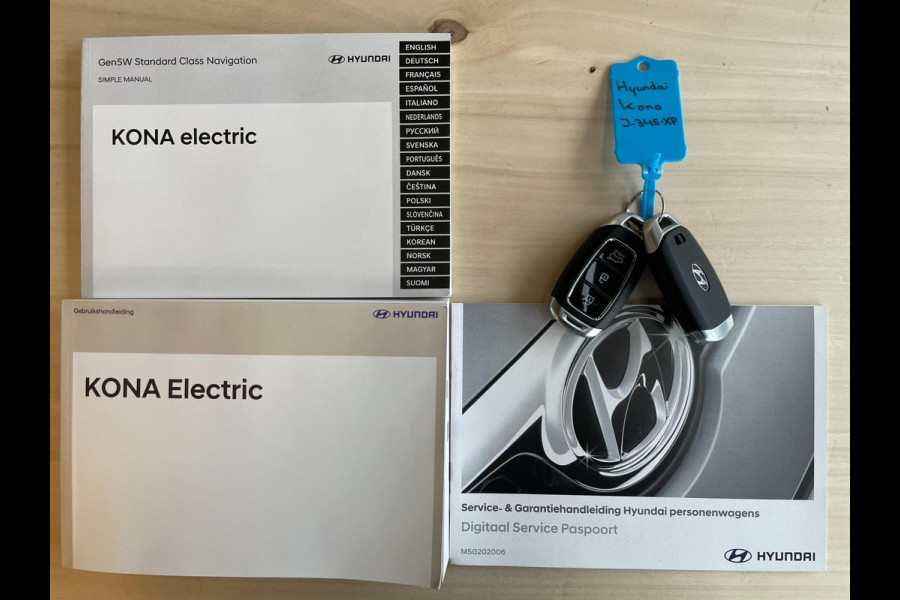 Gen5W Standard Class Navigation
HYUNDAI
SIMPLE MANUAL
KONA electric
ENGLISH
DEUTSCH
FRANÇAIS
ESPAÑOL
ITALIANO
NEDERLANDS
РУССКИЙ
SVENSKA
PORTUGUÊS
DANSK
ČEŠTINA
POLSKI
SLOVENČINA
TÜRKÇE
KOREAN
NORSK
MAGYAR
SUOMI
Hyundai
Kona
J-345-XP
Gebruikshandleiding
HYUNDAI
KONA Electric
Service- & Garantiehandleiding Hyundai personenwagens
Digitaal Service Paspoort
MSG202006
HYUNDAI